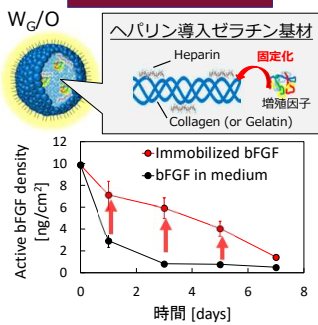 W_G/O
ヘパリン導入ゼラチン基材
Heparin
固定化
増殖因子
Collagen (or Gelatin)
Active bFGF density
[ng/cm²]
12
10
8
6
4
2
0
Immobilized bFGF
bFGF in medium
0 2 4 6 8
時間 [days]